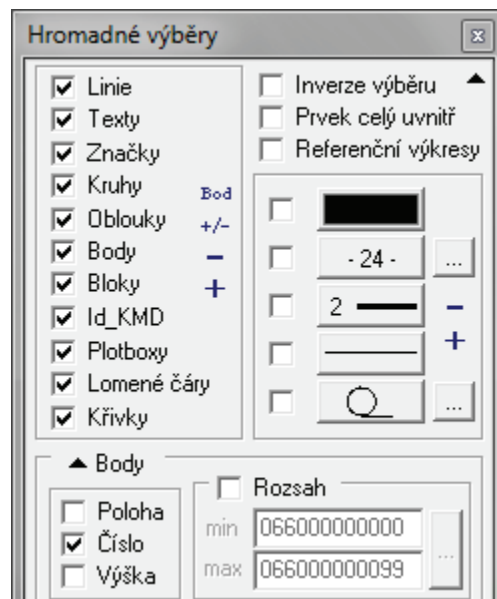 Hromadné výběry
Linie
Texty
Značky
Kruhy
Oblouky
Body
Bloky
Id_KMD
Plotboxy
Lomené čáry
Křivky
Bod
+/-
−
+
Inverze výběru
Prvek celý uvnitř
Referenční výkresy
- 24 -
...
2
−
+
...
Body
Poloha
Číslo
Výška
Rozsah
min 066000000000
max 066000000099
...